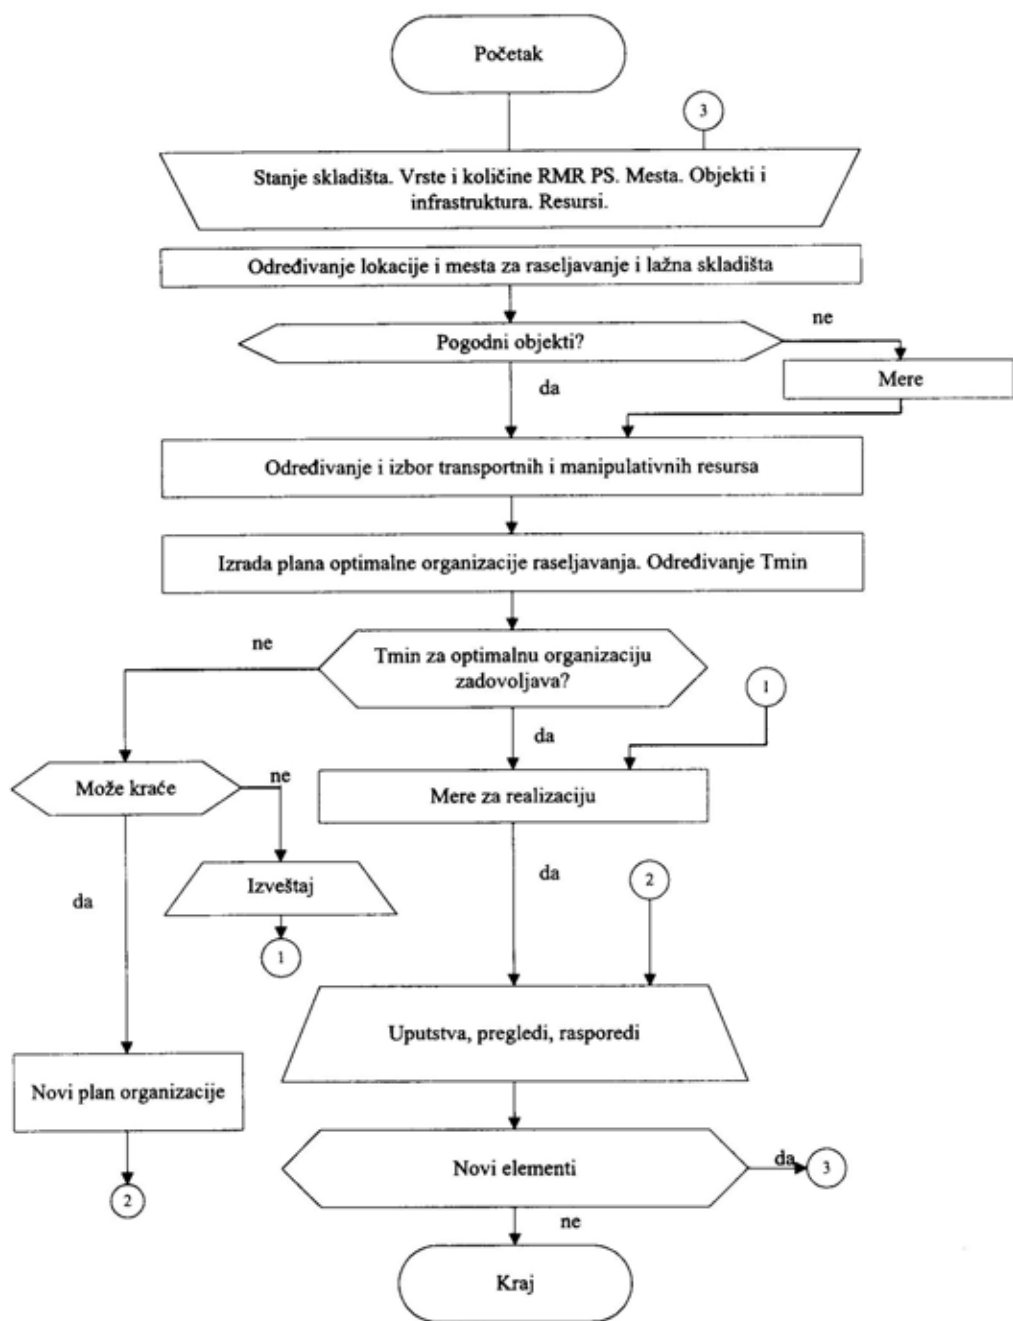 Početak
3
Stanje skladišta. Vrste i količine RMR PS. Mesta. Objekti i
infrastruktura. Resursi.
Određivanje lokacije i mesta za raseljavanje i lažna skladišta
ne
Pogodni objekti?
Mere
da
Određivanje i izbor transportnih i manipulativnih resursa
Izrada plana optimalne organizacije raseljavanja. Određivanje Tmin
ne
Tmin za optimalnu organizaciju
zadovoljava?
1
da
Može kraće
ne
Mere za realizaciju
da
Izveštaj
da
2
1
Uputstva, pregledi, rasporedi
Novi plan organizacije
Novi elementi
da
3
2
ne
Kraj